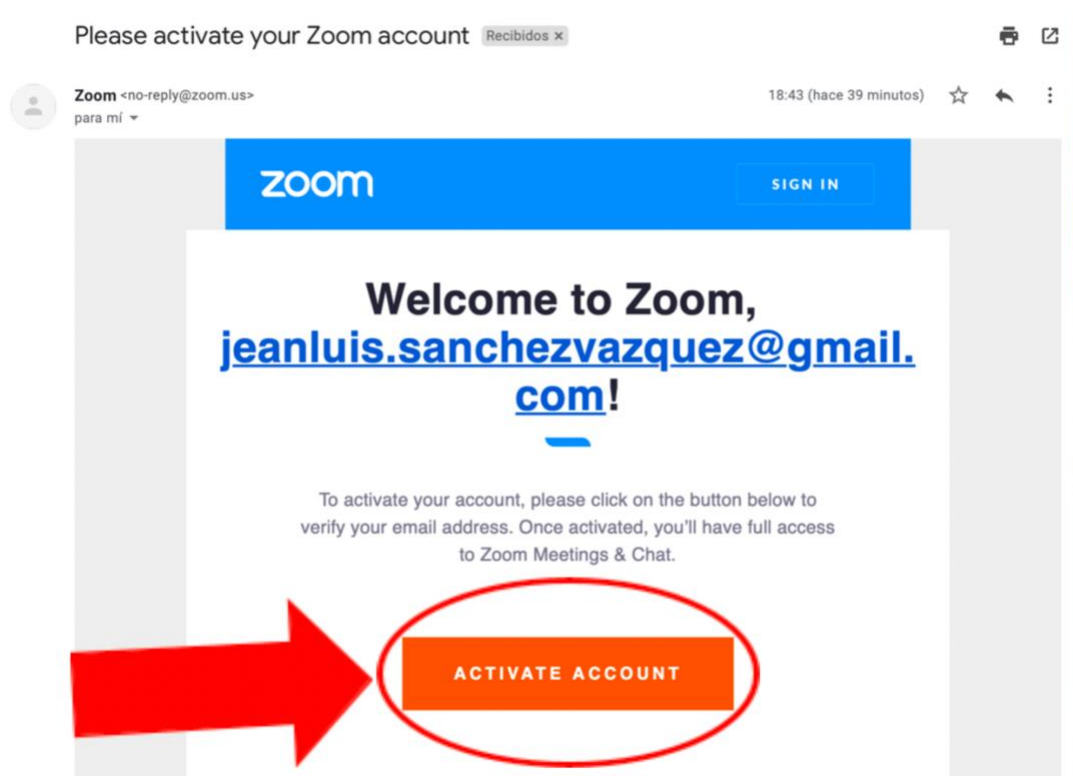 Please activate your Zoom account Recibidos ×
Zoom <no-reply@zoom.us> 18:43 (hace 39 minutos)
para mí
zoom SIGN IN
Welcome to Zoom,
jeanluis.sanchezvazquez@gmail.
com!
To activate your account, please click on the button below to
verify your email address. Once activated, you'll have full access
to Zoom Meetings & Chat.
ACTIVATE ACCOUNT